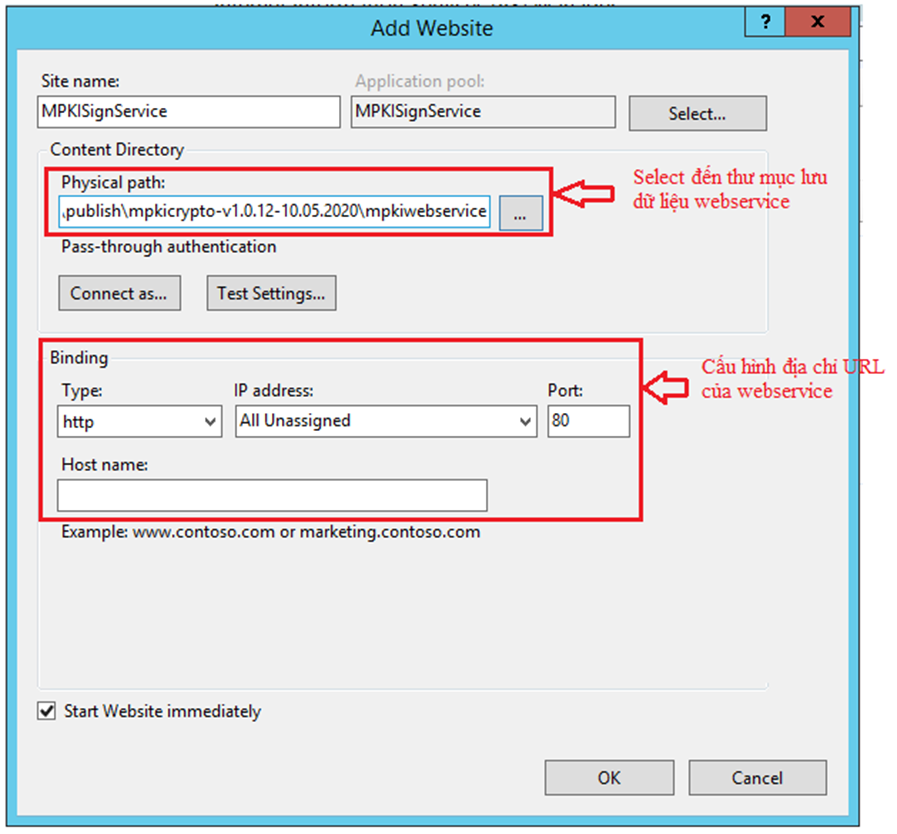 Add Website
?
X
Site name:
Application pool:
MPKISignService
MPKISignService
Select...
Content Directory
Physical path:
\publish\mpkicrypto-v1.0.12-10.05.2020\mpkiwebservice
...
Select đến thư mục lưu
dữ liệu webservice
Pass-through authentication
Connect as...
Test Settings...
Binding
Type:
IP address:
Port:
http
All Unassigned
80
Cấu hình địa chỉ URL
của webservice
Host name:
Example: www.contoso.com or marketing.contoso.com
Start Website immediately
OK
Cancel